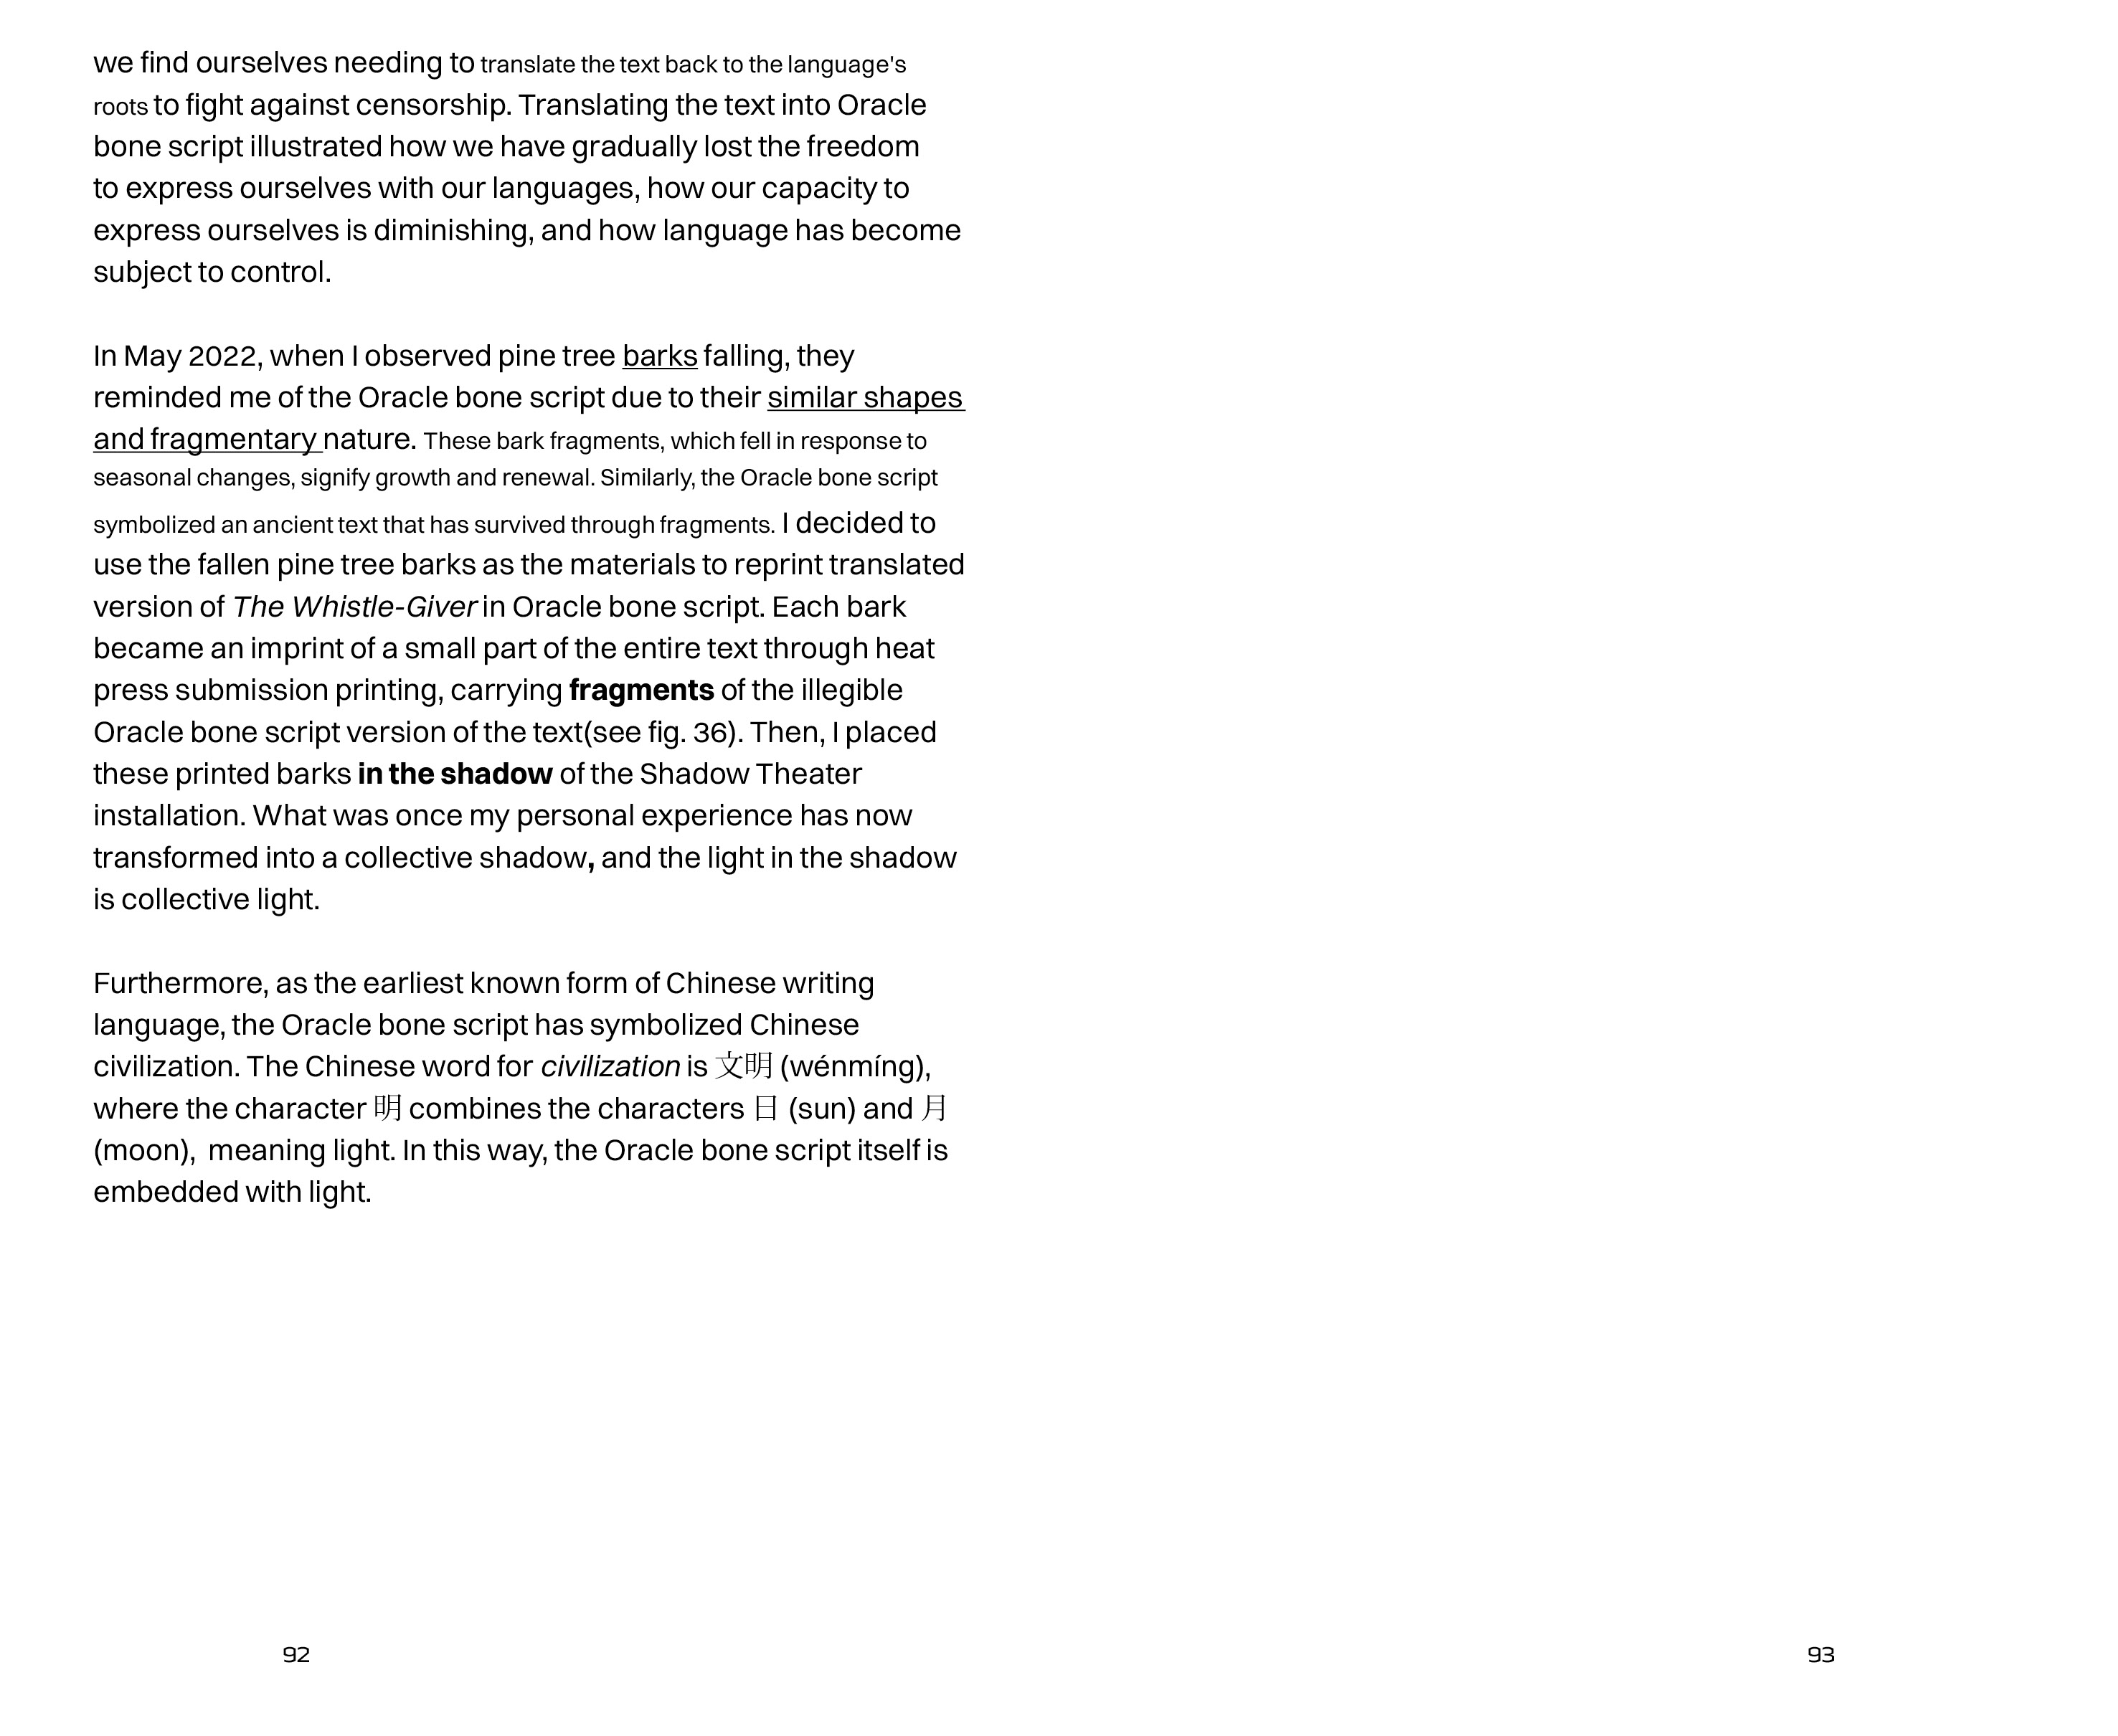 we find ourselves needing to translate the text back to the language's
roots to fight against censorship. Translating the text into Oracle
bone script illustrated how we have gradually lost the freedom
to express ourselves with our languages, how our capacity to
express ourselves is diminishing, and how language has become
subject to control.
In May 2022, when I observed pine tree barks falling, they
reminded me of the Oracle bone script due to their similar shapes
and fragmentary nature. These bark fragments, which fell in response to
seasonal changes, signify growth and renewal. Similarly, the Oracle bone script
symbolized an ancient text that has survived through fragments. I decided to
use the fallen pine tree barks as the materials to reprint translated
version of The Whistle-Giver in Oracle bone script. Each bark
became an imprint of a small part of the entire text through heat
press submission printing, carrying fragments of the illegible
Oracle bone script version of the text(see fig. 36). Then, I placed
these printed barks in the shadow of the Shadow Theater
installation. What was once my personal experience has now
transformed into a collective shadow, and the light in the shadow
is collective light.
Furthermore, as the earliest known form of Chinese writing
language, the Oracle bone script has symbolized Chinese
civilization. The Chinese word for civilization is 文明 (wénmíng),
where the character 明 combines the characters 日 (sun) and 月
(moon),  meaning light. In this way, the Oracle bone script itself is
embedded with light.
92
93